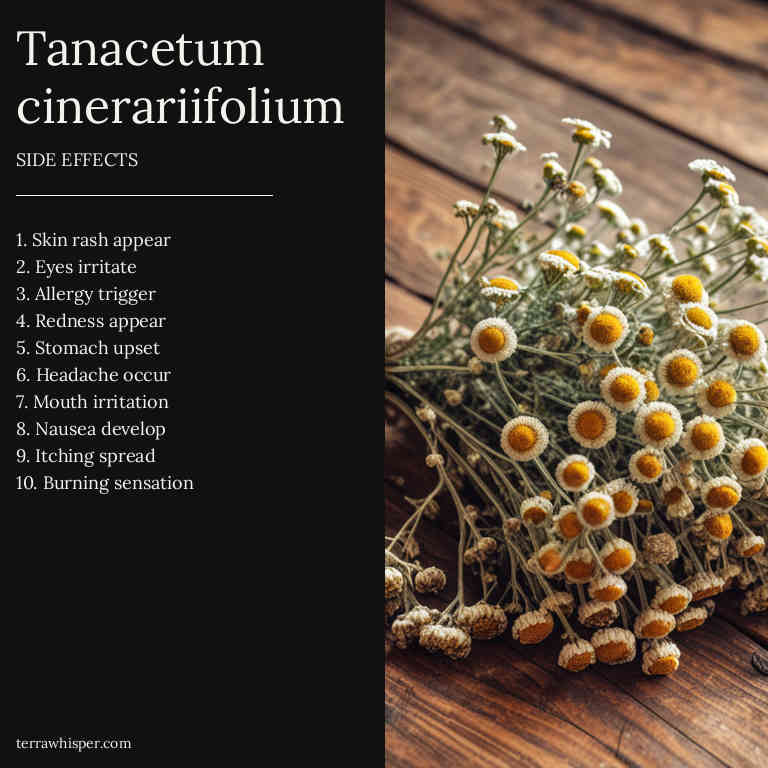 Tanacetum
cinerariifolium
SIDE EFFECTS
1. Skin rash appear
2. Eyes irritate
3. Allergy trigger
4. Redness appear
5. Stomach upset
6. Headache occur
7. Mouth irritation
8. Nausea develop
9. Itching spread
10. Burning sensation
terrawhisper.com